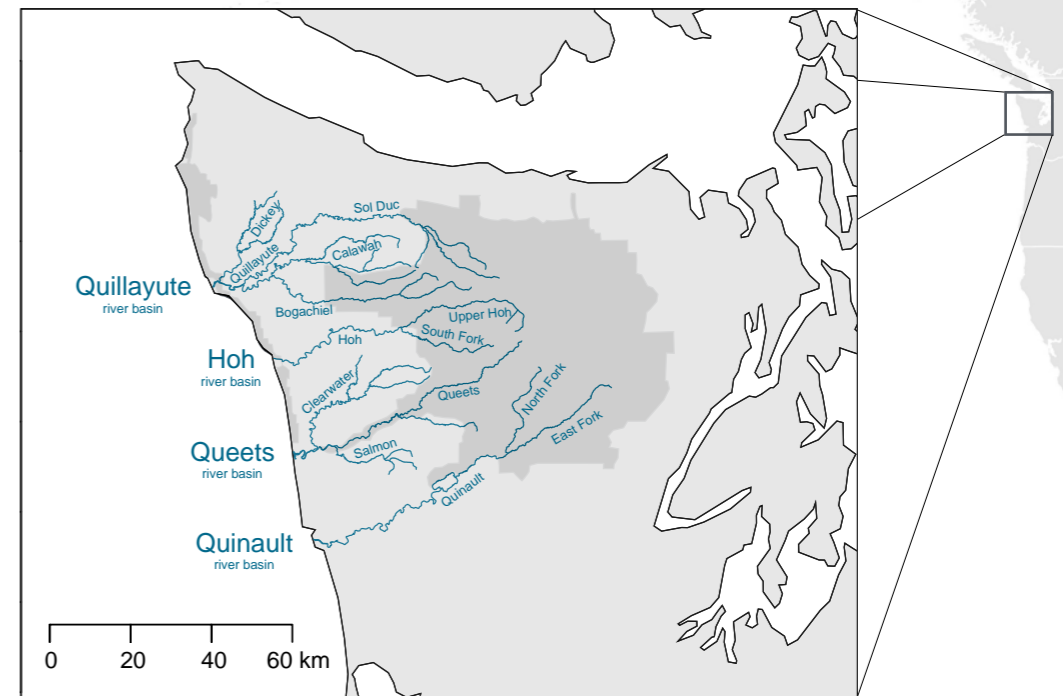 Sol Duc
Dickey
Calawah
Quillayute
Quillayute
river basin
Bogachiel
Upper Hoh
South Fork
Hoh
Hoh
river basin
Clearwater
Queets
North Fork
East Fork
Salmon
Queets
river basin
Quinault
Quinault
river basin
0 20 40 60 km